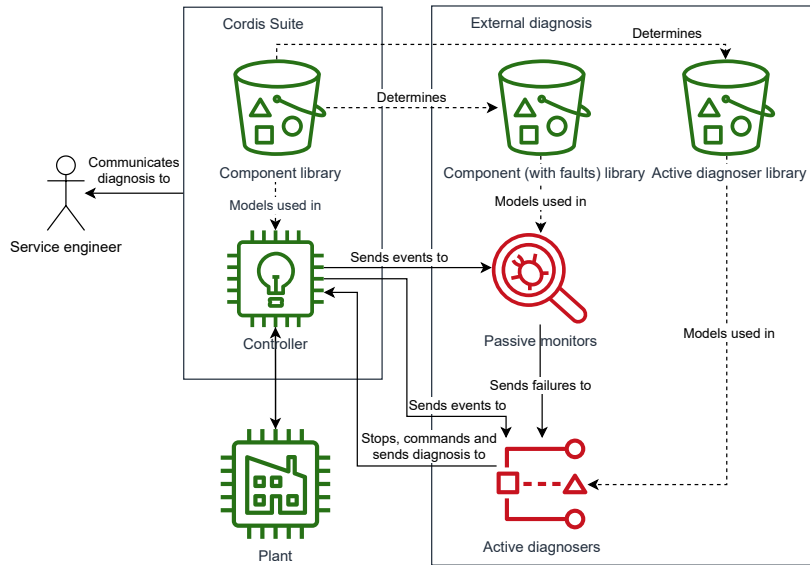 Cordis Suite
External diagnosis
Determines
Determines
Communicates
diagnosis to
Component library
Component (with faults) library
Active diagnoser library
Models used in
Models used in
Service engineer
Sends events to
Controller
Passive monitors
Models used in
Sends failures to
Sends events to
Stops, commands and
sends diagnosis to
Plant
Active diagnosers